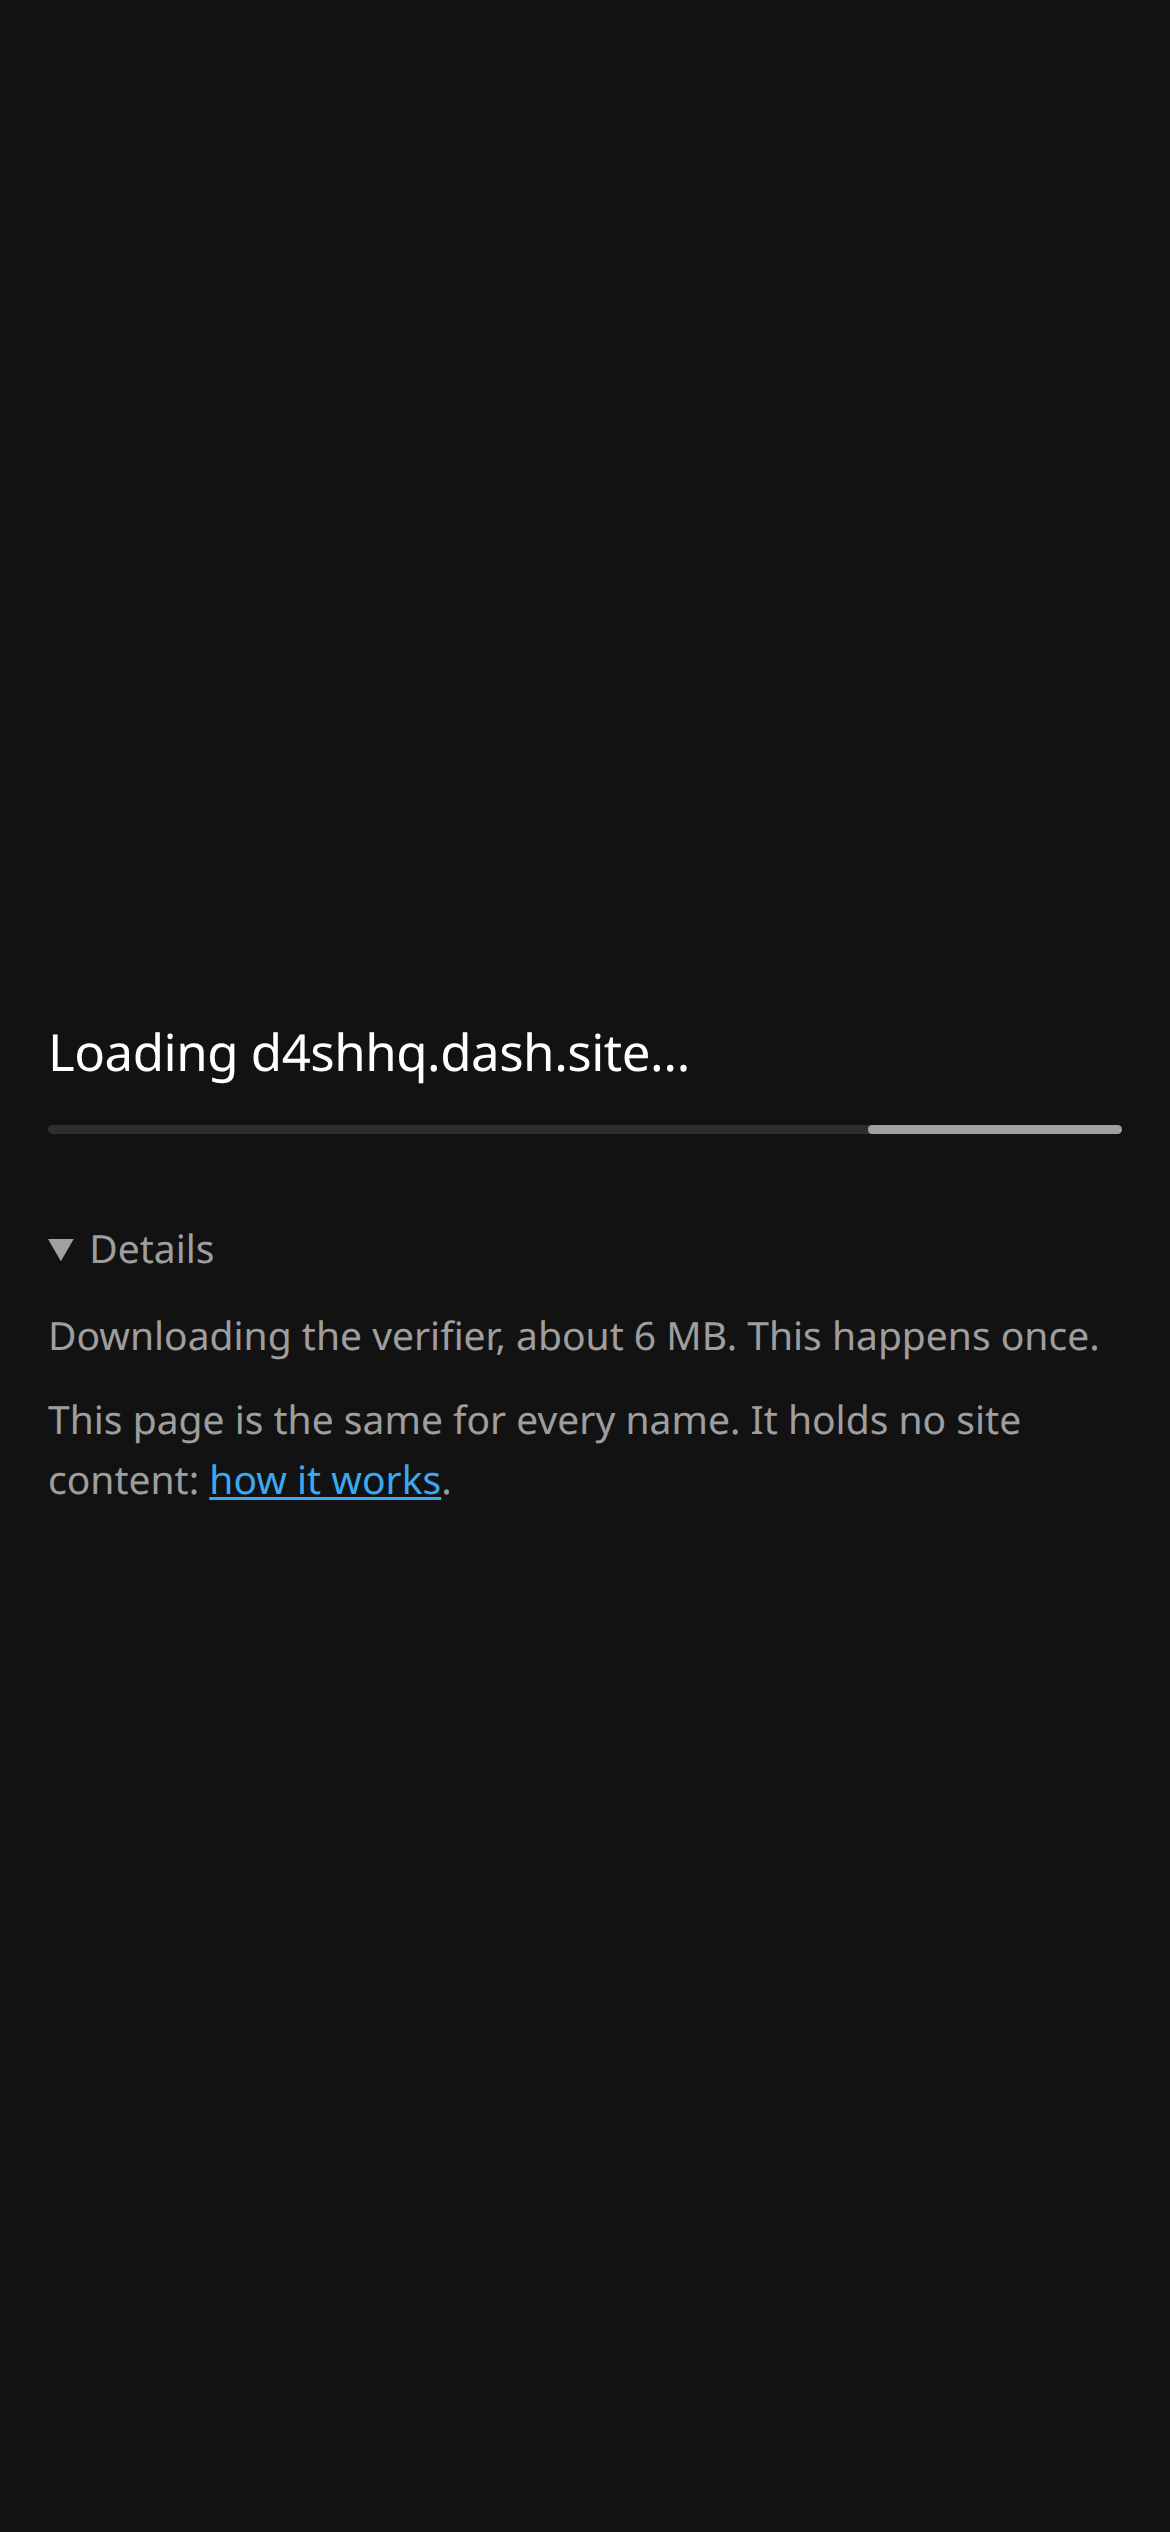 Loading d4shhq.dash.site...
▼ Details
Downloading the verifier, about 6 MB. This happens once.
This page is the same for every name. It holds no site
content: how it works.